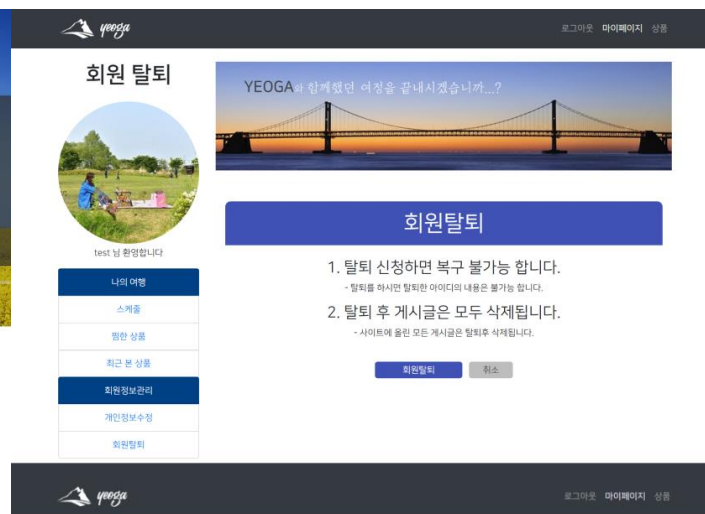 yeoga
로그아웃 마이페이지 상품
회원 탈퇴
test 님 환영합니다
나의 여행
스케줄
찜한 상품
최근 본 상품
회원정보관리
개인정보수정
회원탈퇴
YEOGA와 함께했던 여정을 끝내시겠습니까...?
회원탈퇴
1. 탈퇴 신청하면 복구 불가능 합니다.
- 탈퇴를 하시면 탈퇴한 아이디의 내용은 불가능 합니다.
2. 탈퇴 후 게시글은 모두 삭제됩니다.
- 사이트에 올린 모든 게시글은 탈퇴후 삭제됩니다.
회원탈퇴 취소
yeoga
로그아웃 마이페이지 상품